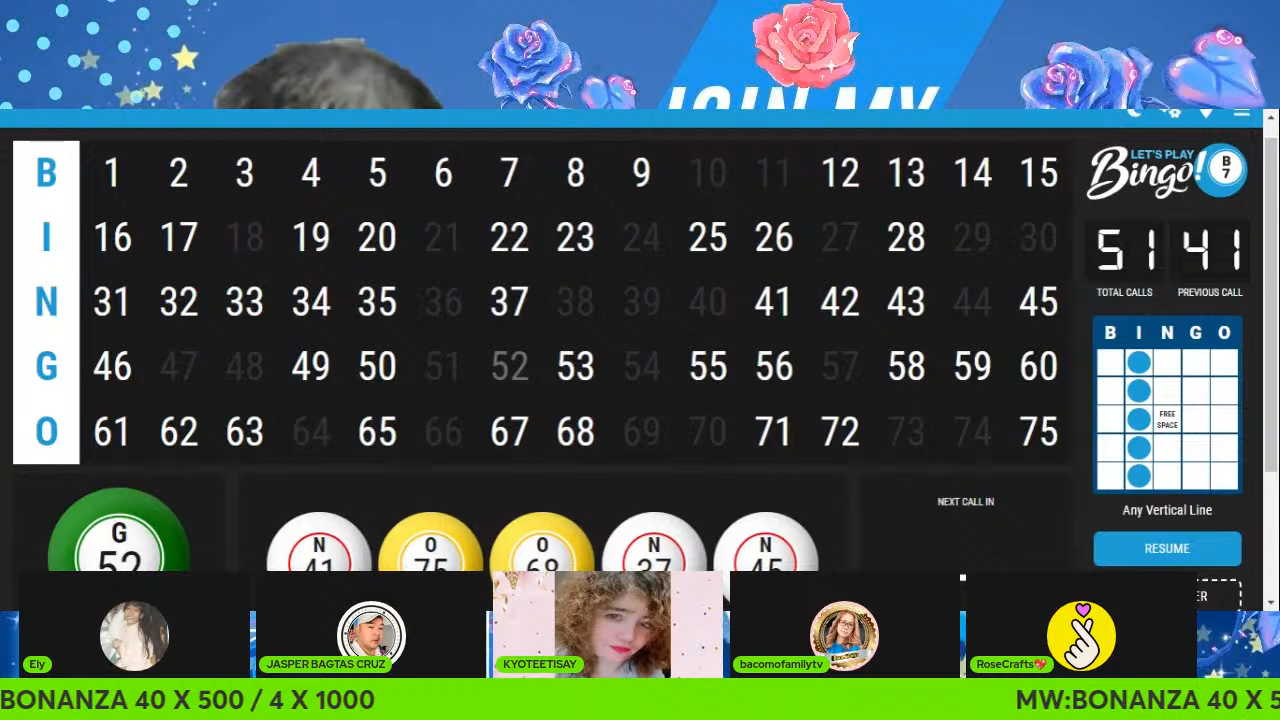 JOIN MY
B 1 2 3 4 5 6 7 8 9 10 11 12 13 14 15
I 16 17 18 19 20 21 22 23 24 25 26 27 28 29 30
N 31 32 33 34 35 36 37 38 39 40 41 42 43 44 45
G 46 47 48 49 50 51 52 53 54 55 56 57 58 59 60
O 61 62 63 64 65 66 67 68 69 70 71 72 73 74 75
LET'S PLAY
Bingo!
B
7
51 41
TOTAL CALLS PREVIOUS CALL
B I N G O
FREE
SPACE
Any Vertical Line
RESUME
NEXT CALL IN
G
52
N
41
O
75
O
68
N
37
N
45
Ely
JASPER BAGTAS CRUZ
KYOTEETISAY
bacomofamilytv
RoseCrafts💖
BONANZA 40 X 500 / 4 X 1000
MW:BONANZA 40 X 5